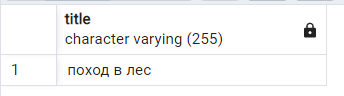 title
character varying (255)
1 поход в лес